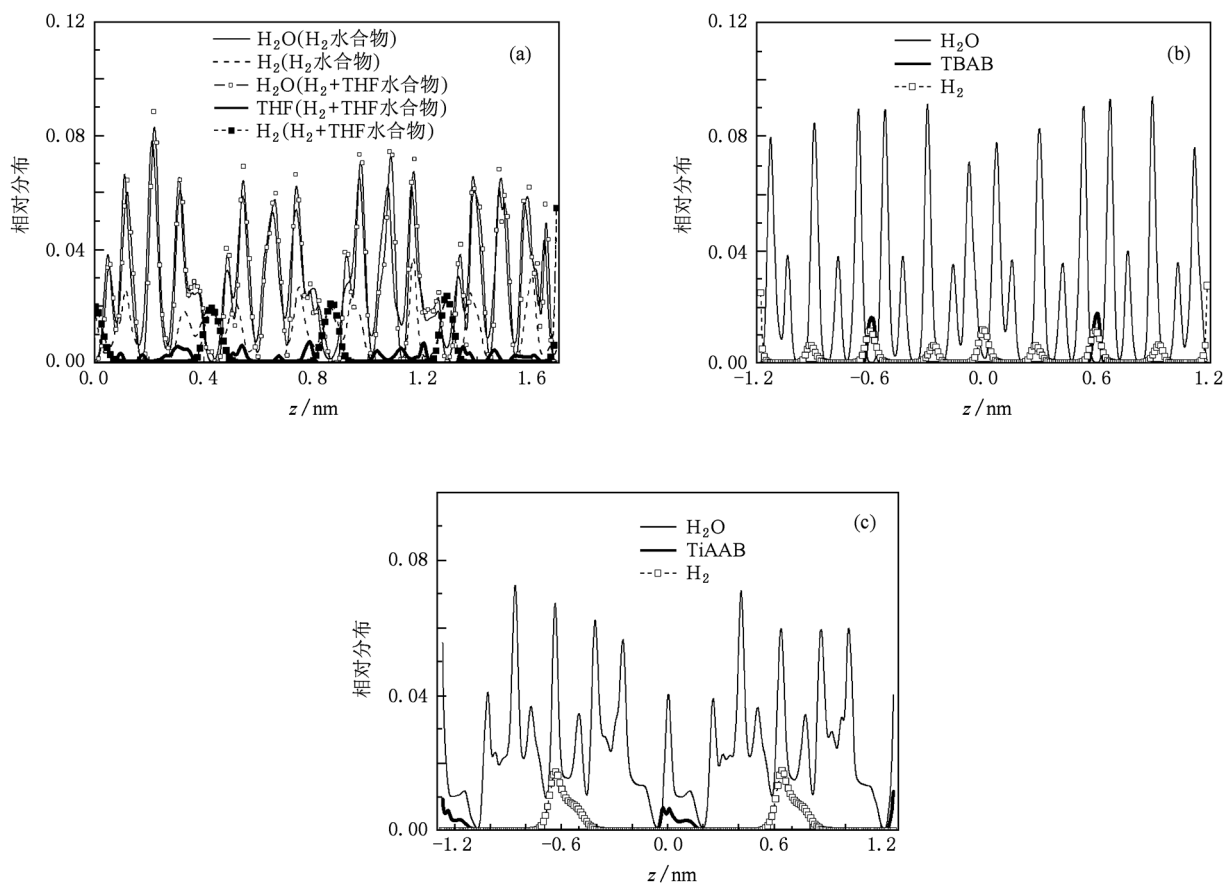 0.12
0.08
0.04
0.00
相对分布
H₂O(H₂水合物)
H₂(H₂水合物)
H₂O(H₂+THF水合物)
THF(H₂+THF水合物)
H₂(H₂+THF水合物)
(a)
0.0 0.4 0.8 1.2 1.6
z/nm
0.12
0.08
0.04
0.00
相对分布
H₂O
TBAB
H₂
(b)
−1.2 −0.6 0.0 0.6 1.2
z/nm
0.08
0.04
0.00
相对分布
H₂O
TiAAB
H₂
(c)
−1.2 −0.6 0.0 0.6 1.2
z/nm